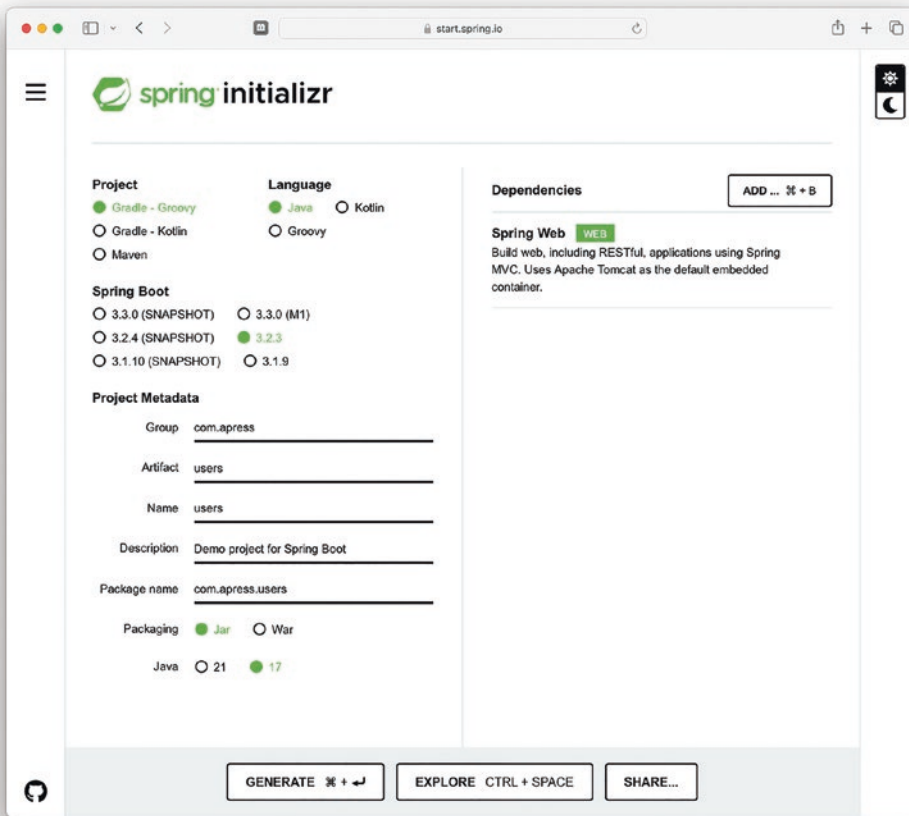 start.spring.io
spring initializr
Project
Gradle - Groovy
Gradle - Kotlin
Maven
Language
Java Kotlin
Groovy
Spring Boot
3.3.0 (SNAPSHOT) 3.3.0 (M1)
3.2.4 (SNAPSHOT) 3.2.3
3.1.10 (SNAPSHOT) 3.1.9
Project Metadata
Group com.apress
Artifact users
Name users
Description Demo project for Spring Boot
Package name com.apress.users
Packaging Jar War
Java 21 17
Dependencies
ADD ... ⌘ + B
Spring Web WEB
Build web, including RESTful, applications using Spring
MVC. Uses Apache Tomcat as the default embedded
container.
GENERATE ⌘ + ↵
EXPLORE CTRL + SPACE
SHARE...